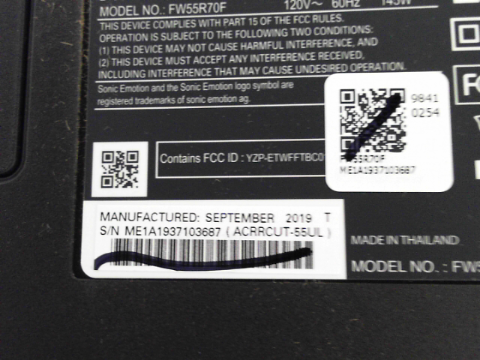 MODEL NO. : FW55R70F 120V~ 60Hz 145W
THIS DEVICE COMPLIES WITH PART 15 OF THE FCC RULES.
OPERATION IS SUBJECT TO THE FOLLOWING TWO CONDITIONS:
(1) THIS DEVICE MAY NOT CAUSE HARMFUL INTERFERENCE, AND
(2) THIS DEVICE MUST ACCEPT ANY INTERFERENCE RECEIVED,
INCLUDING INTERFERENCE THAT MAY CAUSE UNDESIRED OPERATION.
Sonic Emotion and the Sonic Emotion logo symbol are
registered trademarks of sonic emotion ag.
9841
0254
55R70F
ME1A1937103687
Contains FCC ID : YZP-ETWFFTBC0
MANUFACTURED: SEPTEMBER 2019 T
S/N ME1A1937103687 ( ACRRCUT-55UL )
MADE IN THAILAND
MODEL NO. : FW5